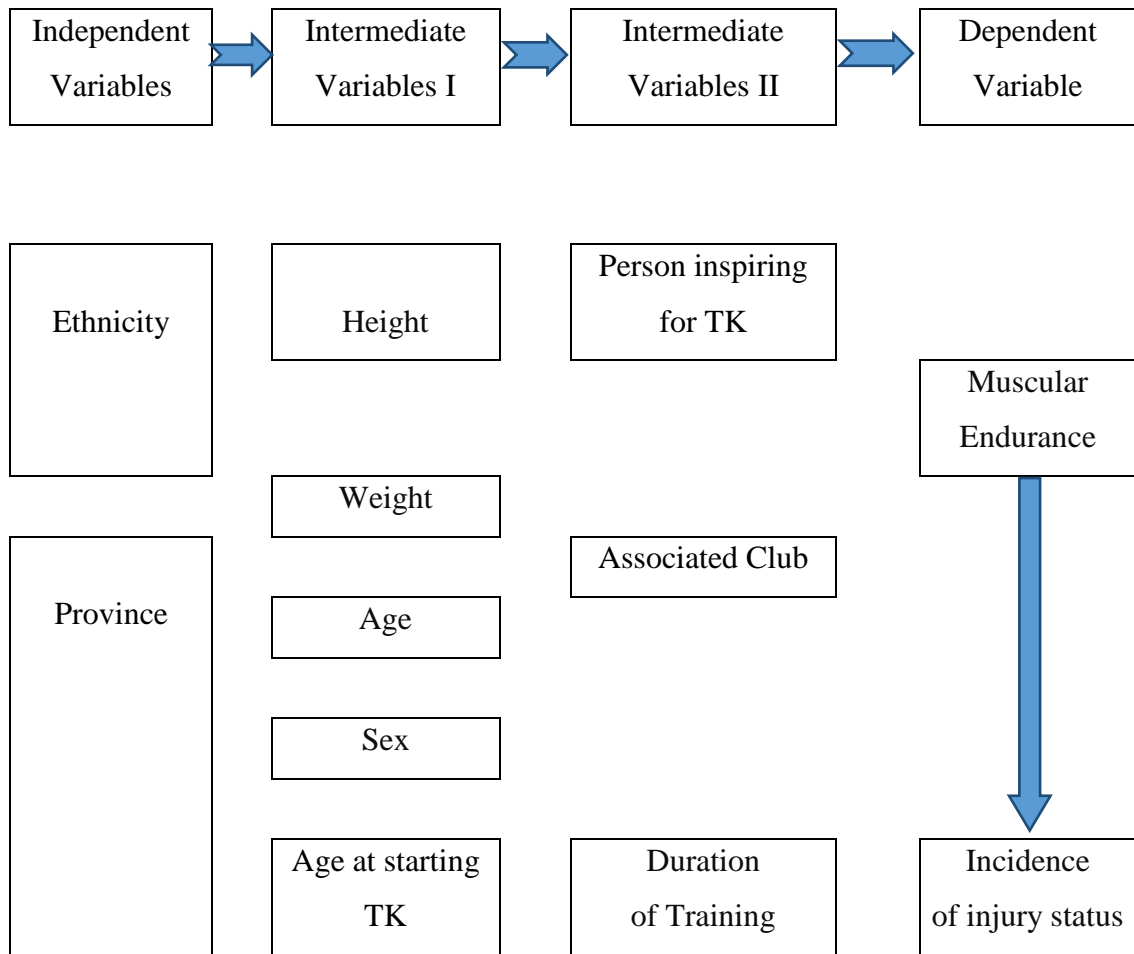 Independent
Variables
Intermediate
Variables I
Intermediate
Variables II
Dependent
Variable
Ethnicity
Height
Person inspiring
for TK
Muscular
Endurance
Weight
Province
Associated Club
Age
Sex
Age at starting
TK
Duration
of Training
Incidence
of injury status